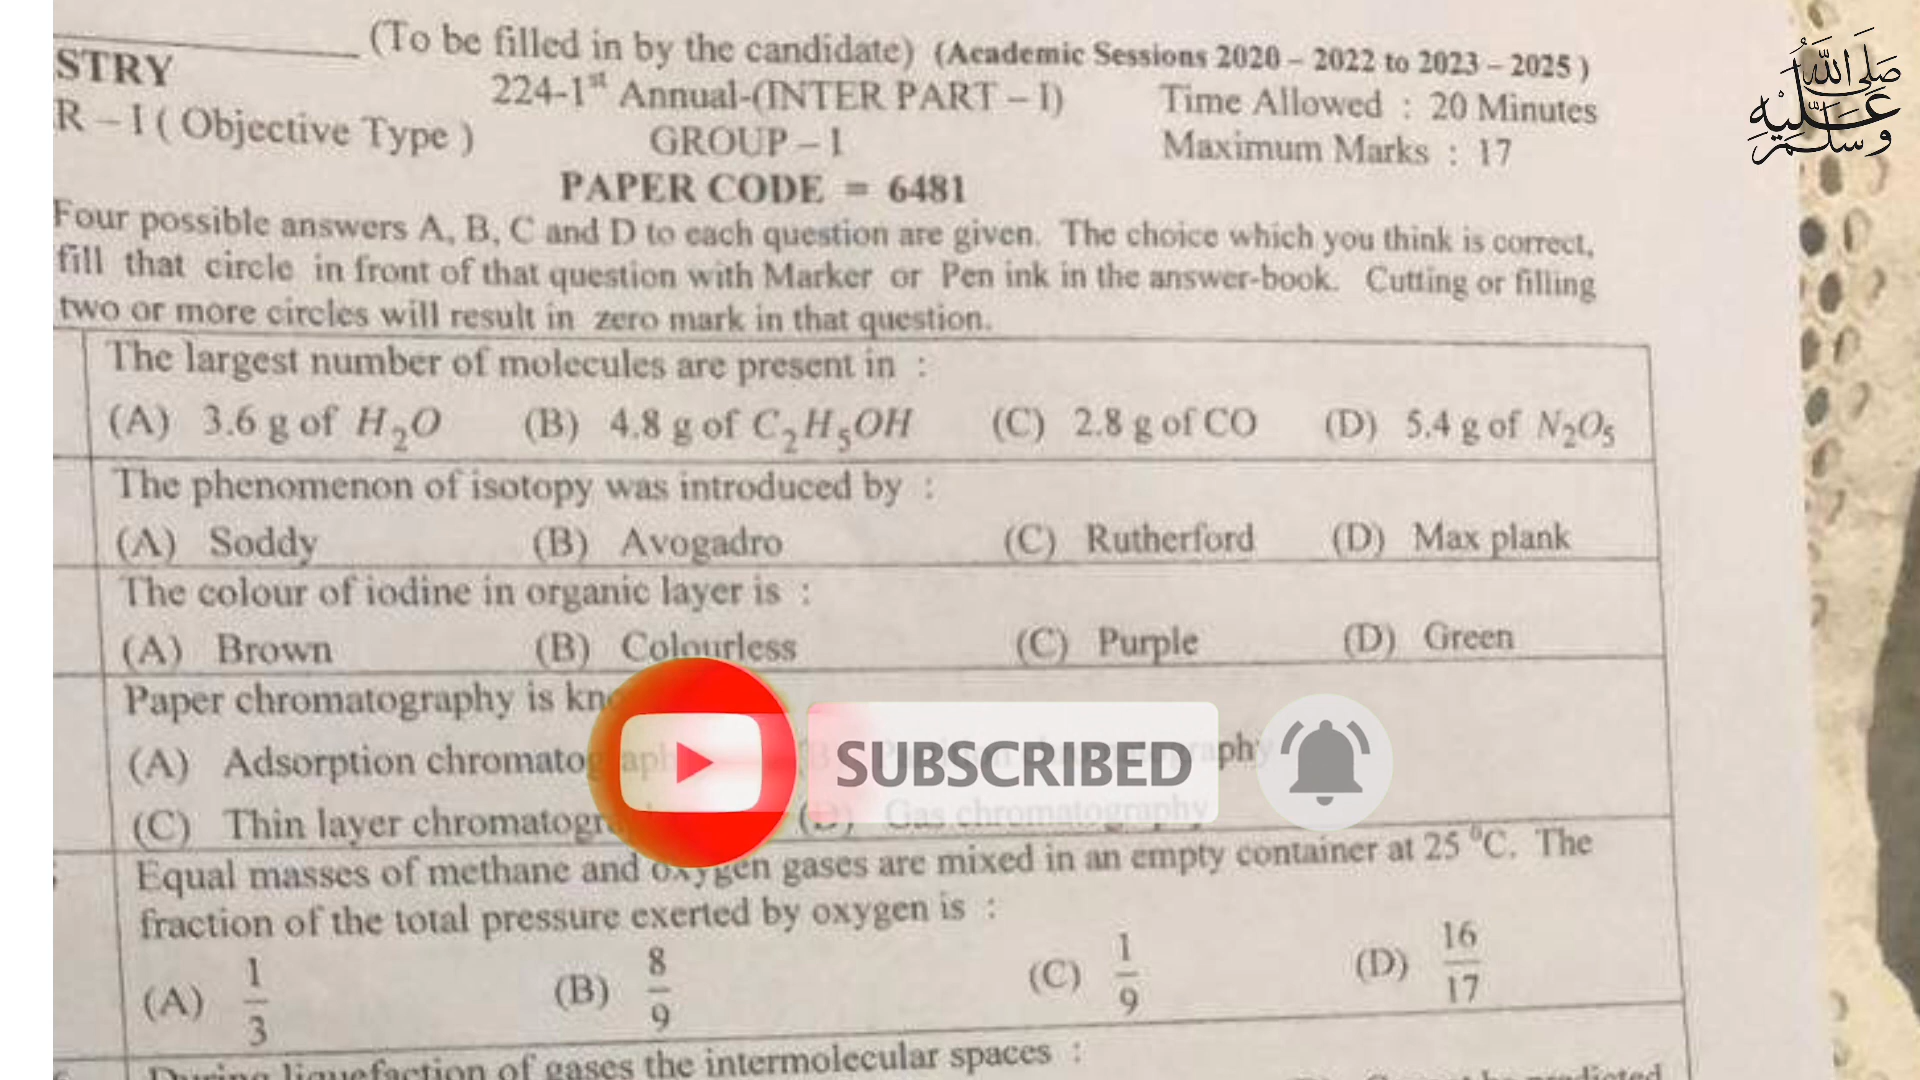 (To be filled in by the candidate) (Academic Sessions 2020 – 2022 to 2023 – 2025 )
STRY 224-1st Annual-(INTER PART – I) Time Allowed : 20 Minutes
R – I ( Objective Type ) GROUP – I Maximum Marks : 17
PAPER CODE = 6481
صلى الله عليه وسلم
Four possible answers A, B, C and D to each question are given. The choice which you think is correct,
fill that circle in front of that question with Marker or Pen ink in the answer-book. Cutting or filling
two or more circles will result in zero mark in that question.
The largest number of molecules are present in :
(A) 3.6 g of H₂O (B) 4.8 g of C₂H₅OH (C) 2.8 g of CO (D) 5.4 g of N₂O₅
The phenomenon of isotopy was introduced by :
(A) Soddy (B) Avogadro (C) Rutherford (D) Max plank
The colour of iodine in organic layer is :
(A) Brown (B) Colourless (C) Purple (D) Green
Paper chromatography is
(A) Adsorption
SUBSCRIBED
(C) Thin layer (D) Gas chromatography
Equal masses of methane and oxygen gases are mixed in an empty container at 25 °C. The
fraction of the total pressure exerted by oxygen is :
(A) 1/3 (B) 8/9 (C) 1/9 (D) 16/17
During liquefaction of gases the intermolecular spaces :